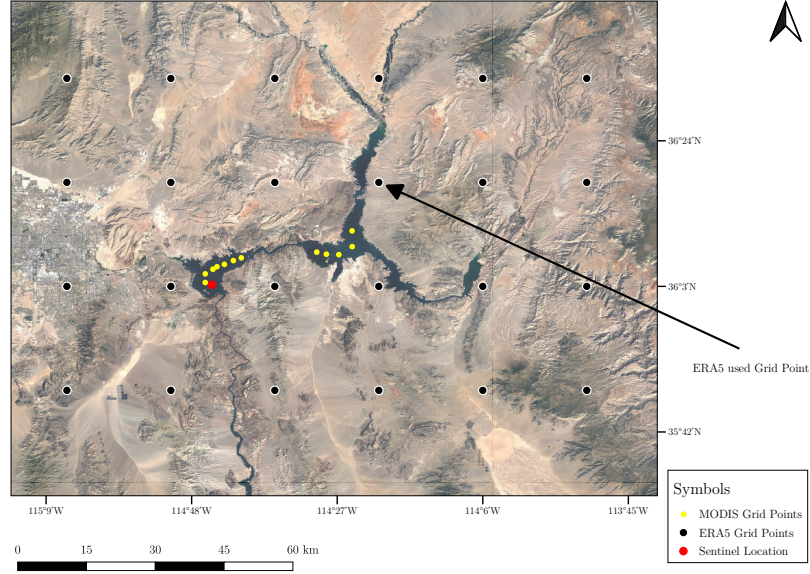 36°24′N
36°3′N
ERA5 used Grid Point
35°42′N
115°9′W
114°48′W
114°27′W
114°6′W
113°45′W
Symbols
MODIS Grid Points
ERA5 Grid Points
Sentinel Location
0 15 30 45 60 km